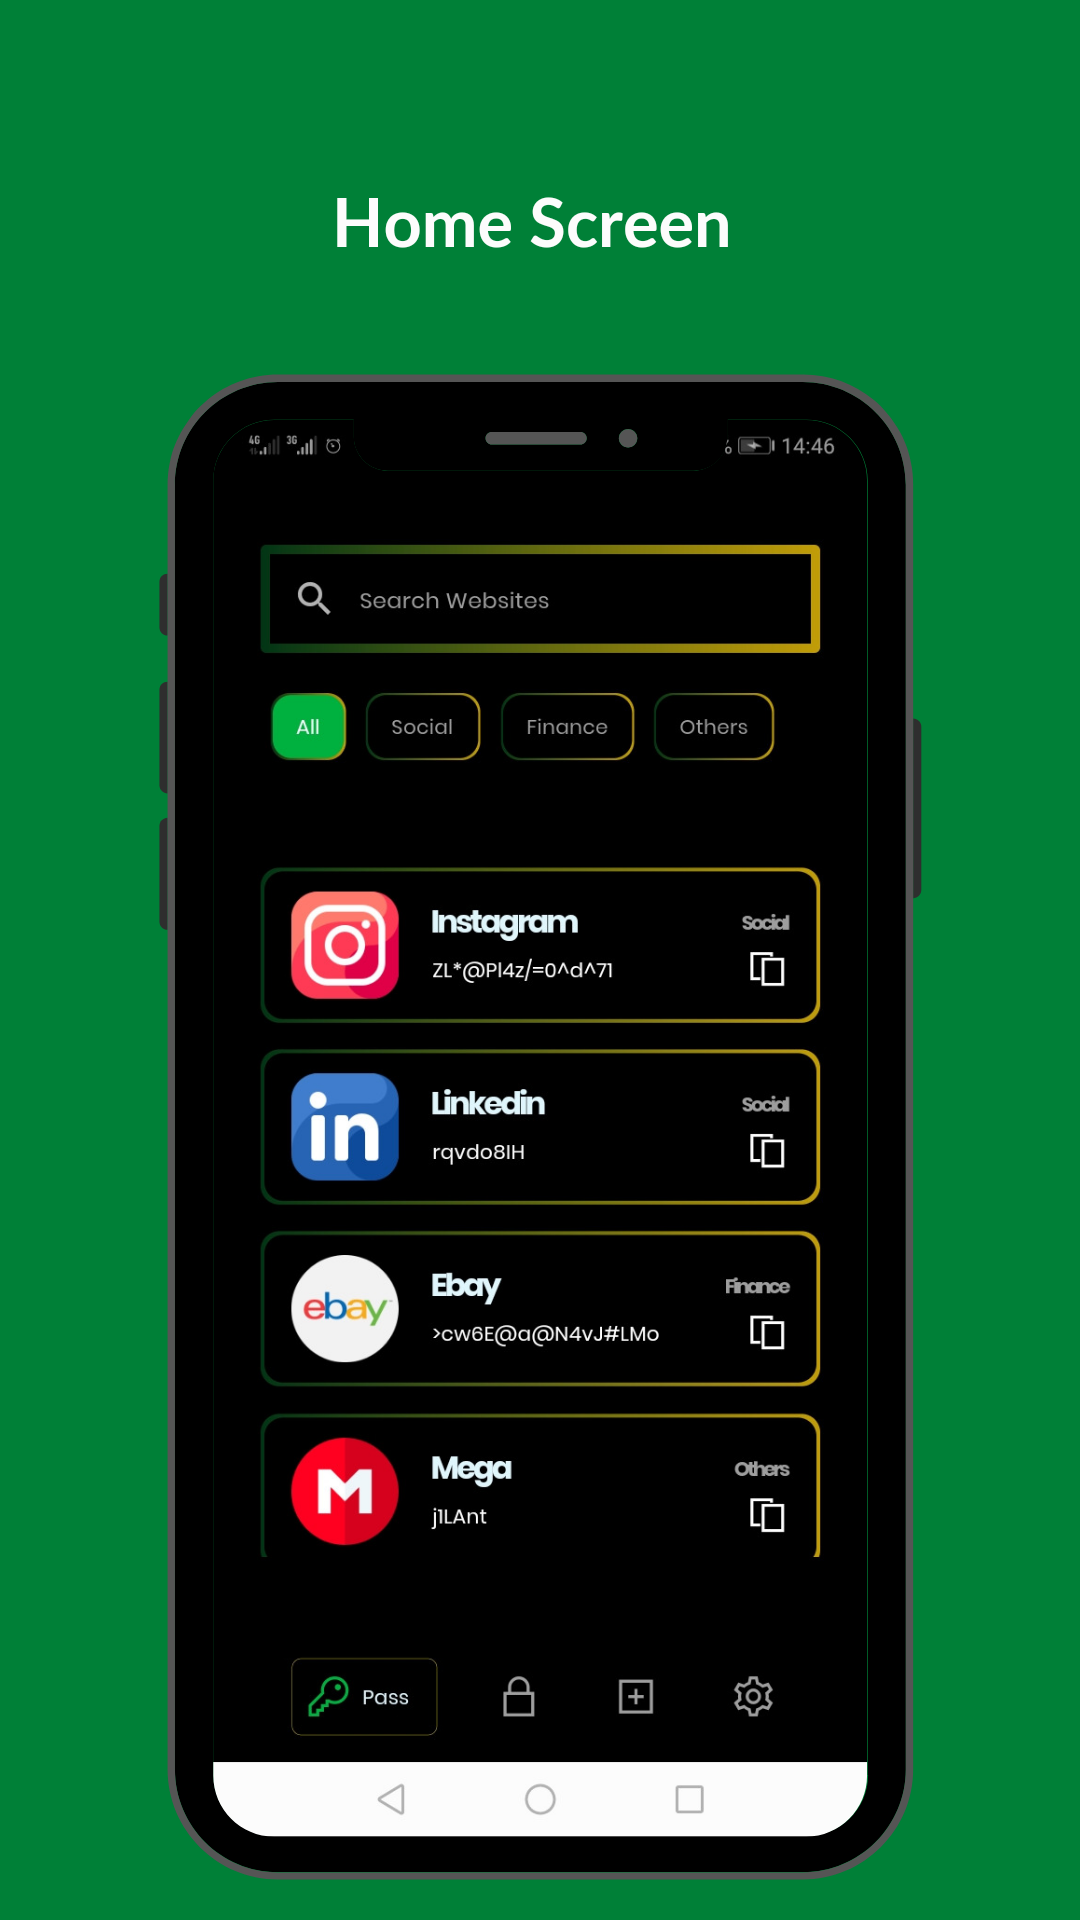 Home Screen
4G 3G % 14:46
Search Websites
All Social Finance Others
Instagram Social
ZL*@Pl4z/=0^d^71
in Linkedin Social
rqvdo8IH
ebay Ebay Finance
>cw6E@a@N4vJ#LMo
M Mega Others
j1LAnt
Pass